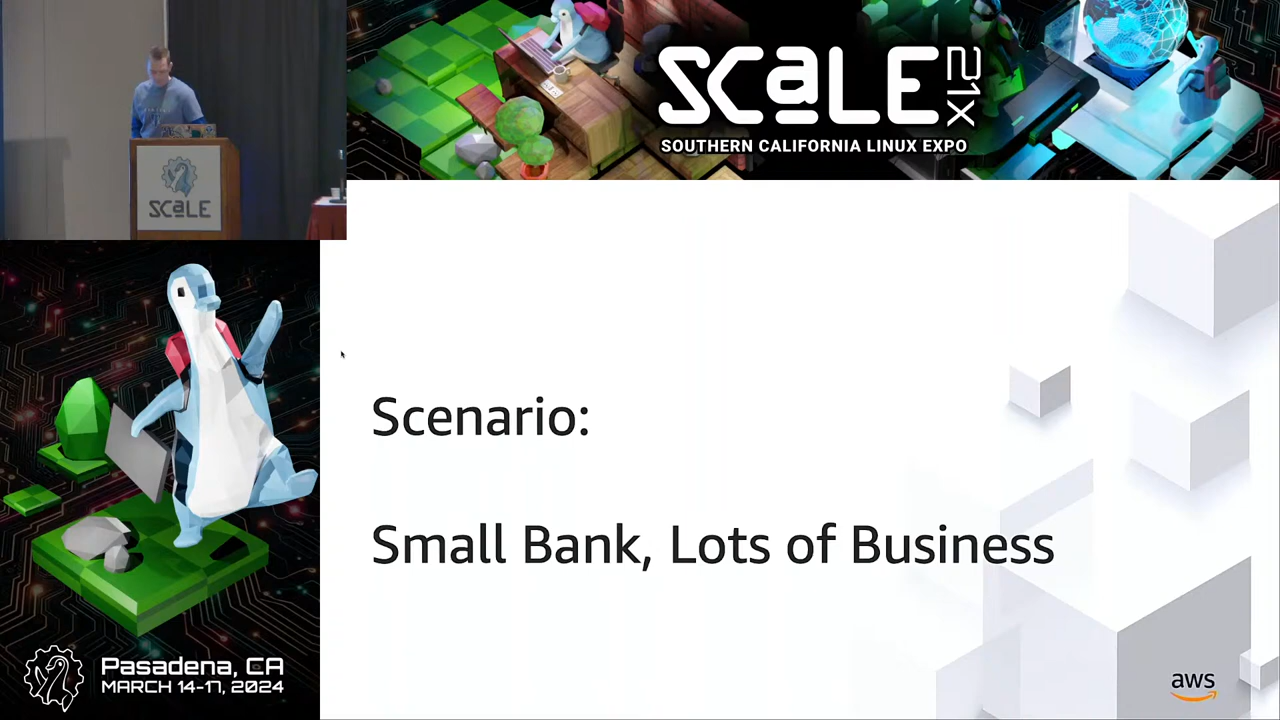 SCaLE 21x
SOUTHERN CALIFORNIA LINUX EXPO
SCaLE
Scenario:
Small Bank, Lots of Business
Pasadena, CA
MARCH 14-17, 2024
aws